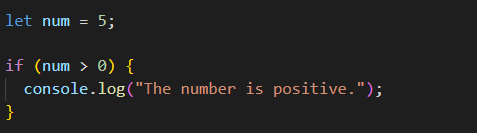 let num = 5;

if (num > 0) {
  console.log("The number is positive.");
}